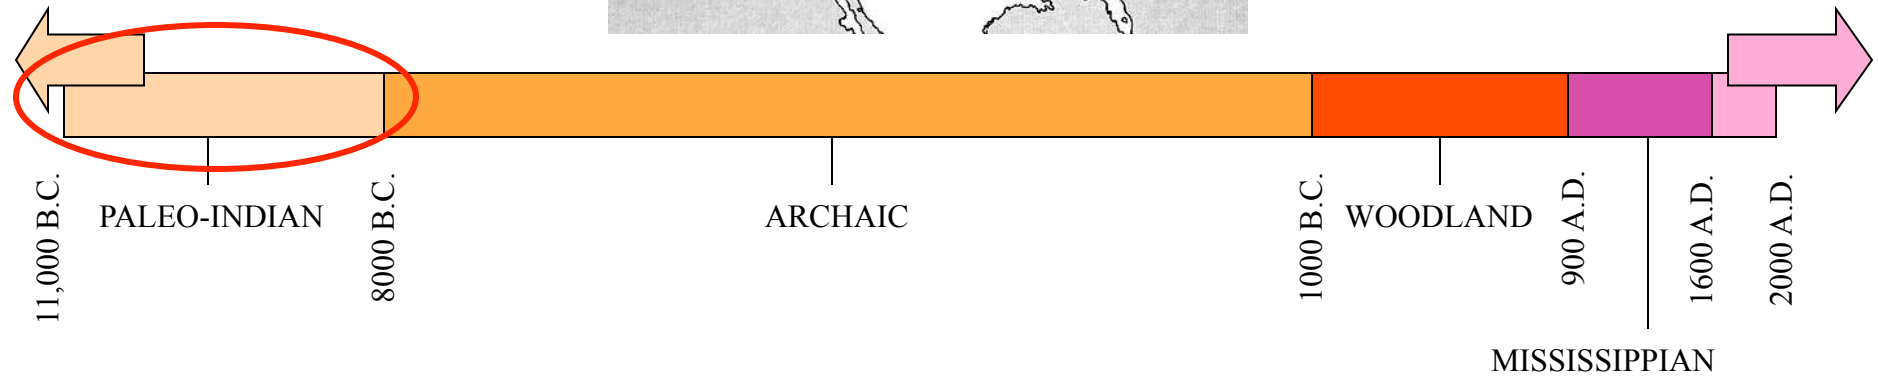 11,000 B.C.
PALEO-INDIAN
8000 B.C.
ARCHAIC
1000 B.C.
WOODLAND
900 A.D.
MISSISSIPPIAN
1600 A.D.
2000 A.D.